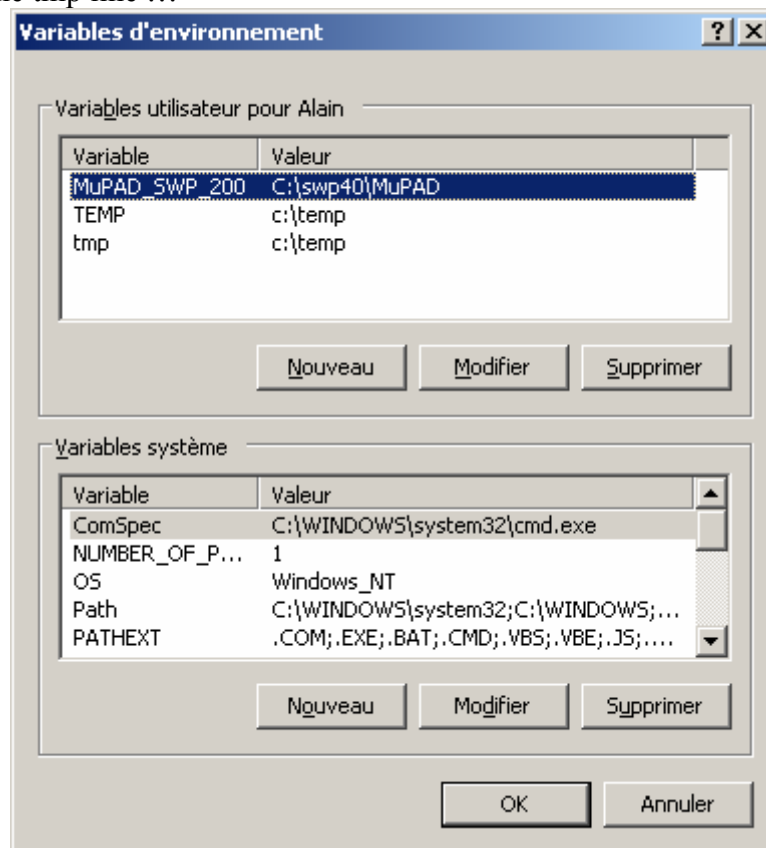 Variables d'environnement
Variables utilisateur pour Alain
Variable Valeur
MuPAD_SWP_200 C:\swp40\MuPAD
TEMP c:\temp
tmp c:\temp
Nouveau Modifier Supprimer
Variables système
Variable Valeur
ComSpec C:\WINDOWS\system32\cmd.exe
NUMBER_OF_P... 1
OS Windows_NT
Path C:\WINDOWS\system32;C:\WINDOWS;...
PATHEXT .COM;.EXE;.BAT;.CMD;.VBS;.VBE;.JS;....
Nouveau Modifier Supprimer
OK Annuler